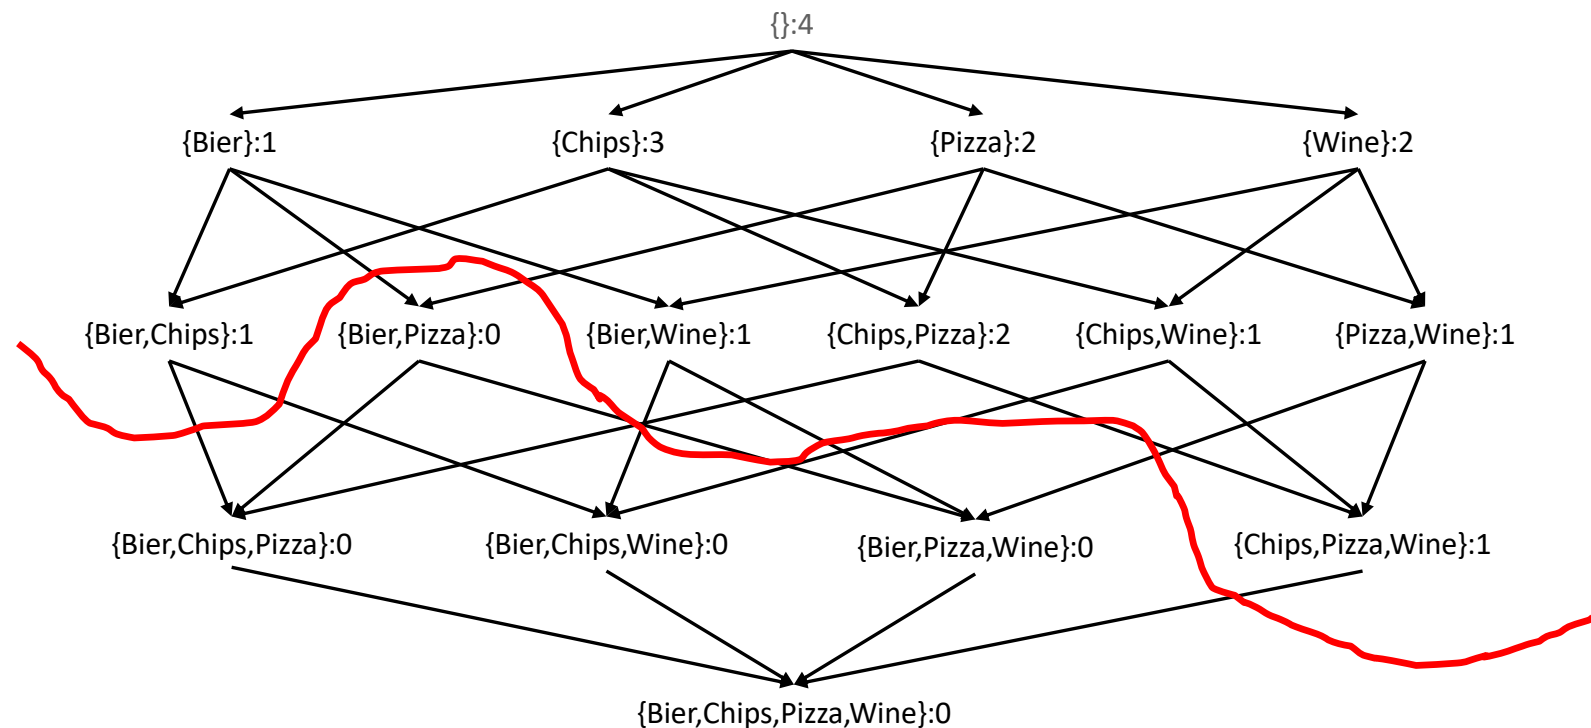 {}:4
{Bier}:1 {Chips}:3 {Pizza}:2 {Wine}:2
{Bier,Chips}:1 {Bier,Pizza}:0 {Bier,Wine}:1 {Chips,Pizza}:2 {Chips,Wine}:1 {Pizza,Wine}:1
{Bier,Chips,Pizza}:0 {Bier,Chips,Wine}:0 {Bier,Pizza,Wine}:0 {Chips,Pizza,Wine}:1
{Bier,Chips,Pizza,Wine}:0